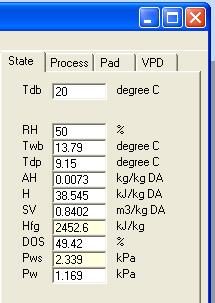 State Process Pad VPD
Tdb 20 degree C
RH 50 %
Twb 13.79 degree C
Tdp 9.15 degree C
AH 0.0073 kg/kg DA
H 38.545 kJ/kg DA
SV 0.8402 m3/kg DA
Hfg 2452.6 kJ/kg
DOS 49.42 %
Pws 2.339 kPa
Pw 1.169 kPa